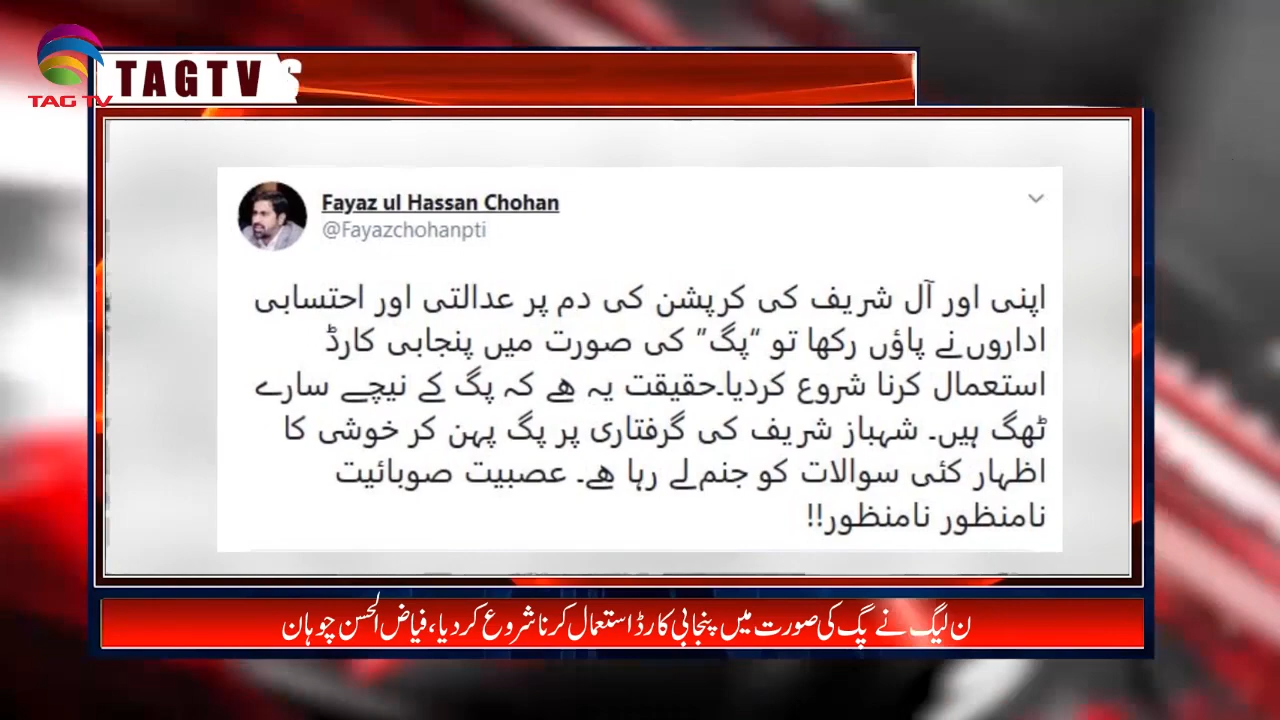 TAG TV
TAGTV
Fayaz ul Hassan Chohan
@Fayazchohanpti
اپنی اور آل شریف کی کرپشن کی دم پر عدالتی اور احتسابی
اداروں نے پاؤں رکھا تو “پگ” کی صورت میں پنجابی کارڈ
استعمال کرنا شروع کردیا۔حقیقت یہ ھے کہ پگ کے نیچے سارے
ٹھگ ہیں۔ شہباز شریف کی گرفتاری پر پگ پہن کر خوشی کا
اظہار کئی سوالات کو جنم لے رہا ھے۔ عصبیت صوبائیت
نامنظور نامنظور!!
ن لیگ نے پگ کی صورت میں پنجابی کارڈ استعمال کرنا شروع کر دیا، فیاض الحسن چوہان